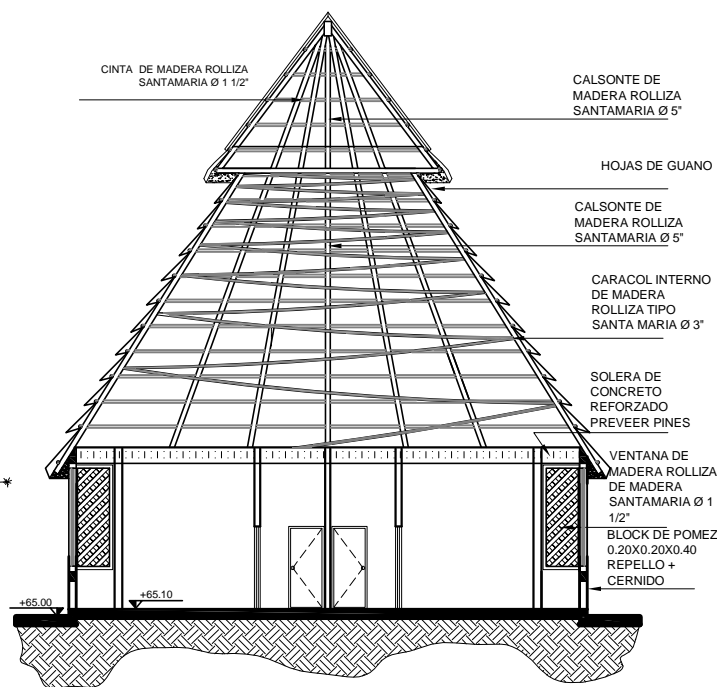 CINTA DE MADERA ROLLIZA
SANTAMARIA Ø 1 1/2"
CALSONTE DE
MADERA ROLLIZA
SANTAMARIA Ø 5"
HOJAS DE GUANO
CALSONTE DE
MADERA ROLLIZA
SANTAMARIA Ø 5"
CARACOL INTERNO
DE MADERA
ROLLIZA TIPO
SANTA MARIA Ø 3"
SOLERA DE
CONCRETO
REFORZADO
PREVEER PINES
VENTANA DE
MADERA ROLLIZA
DE MADERA
SANTAMARIA Ø 1
1/2"
BLOCK DE POMEZ
0.20X0.20X0.40
REPELLO +
CERNIDO
+65.00
+65.10